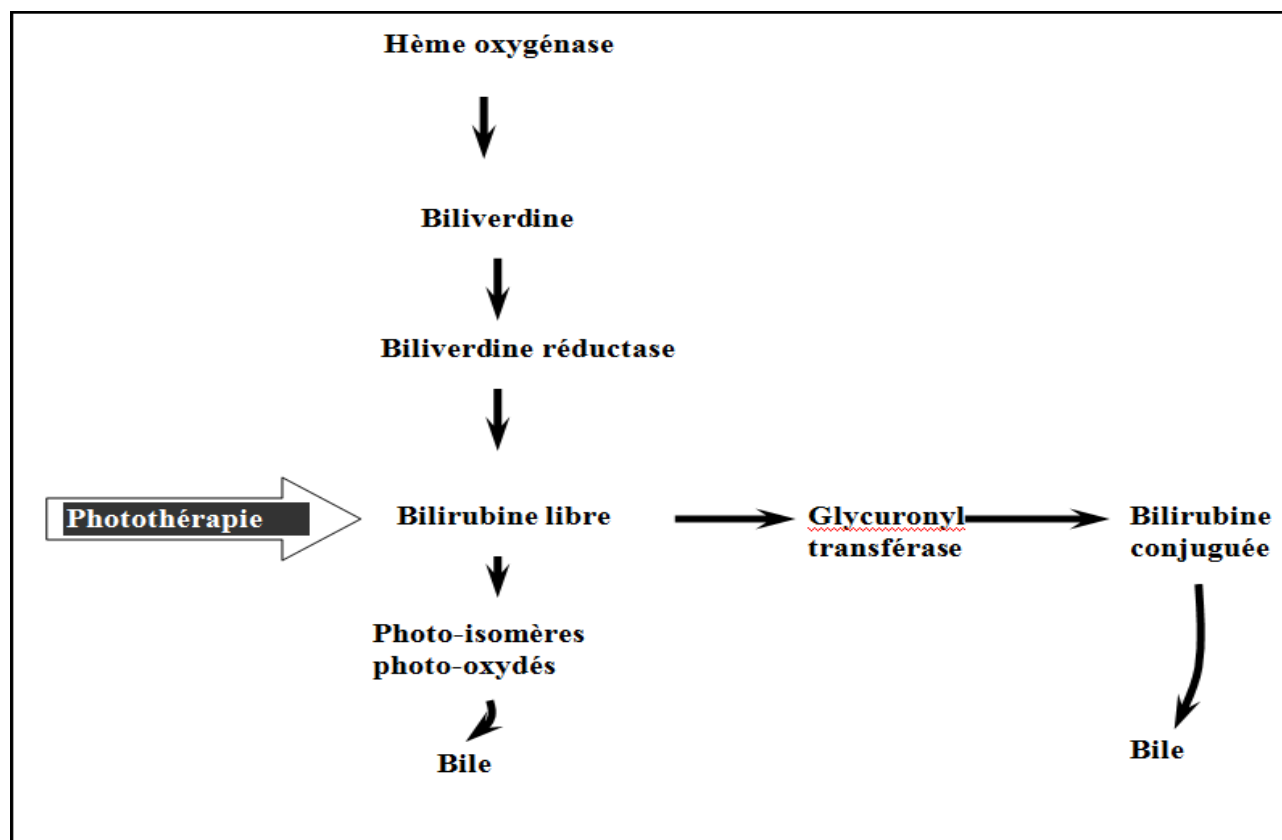 Hème oxygénase
Biliverdine
Biliverdine réductase
Photothérapie
Bilirubine libre
Glycuronyl
transférase
Bilirubine
conjuguée
Photo-isomères
photo-oxydés
Bile
Bile